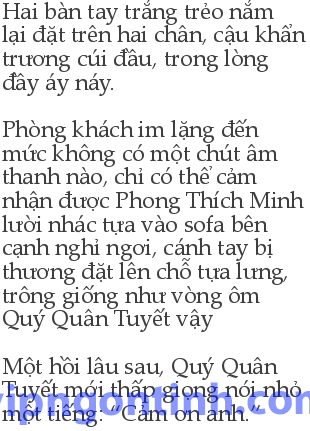 Hai bàn tay trắng trẻo nắm
lại đặt trên hai chân, cậu khẩn
trương cúi đầu, trong lòng
đầy áy náy.

Phòng khách im lặng đến
mức không có một chút âm
thanh nào, chỉ có thể cảm
nhận được Phong Thích Minh
lười nhác tựa vào sofa bên
cạnh nghỉ ngơi, cánh tay bị
thương đặt lên chỗ tựa lưng,
trông giống như vòng ôm
Quý Quân Tuyết vậy

Một hồi lâu sau, Quý Quân
Tuyết mới thấp giọng nói nhỏ
một tiếng: “Cảm ơn anh.”
vipngontinh.com